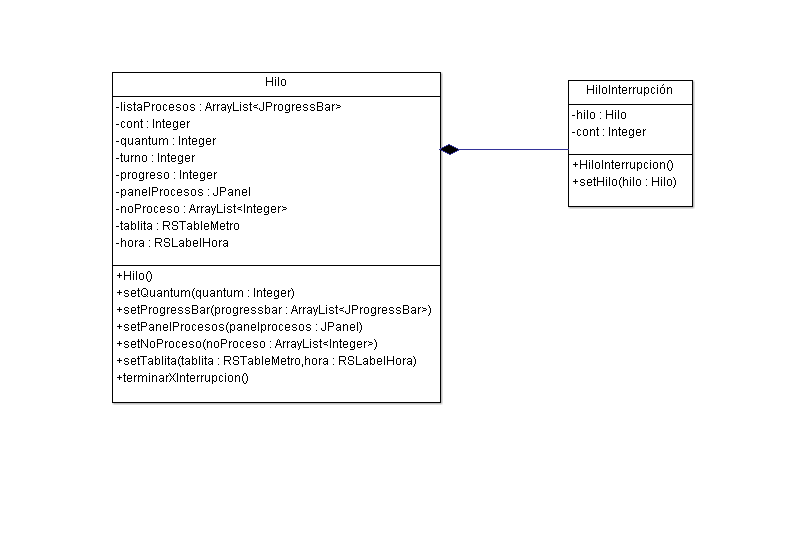 Hilo
-listaProcesos : ArrayList<JProgressBar>
-cont : Integer
-quantum : Integer
-turno : Integer
-progreso : Integer
-panelProcesos : JPanel
-noProceso : ArrayList<Integer>
-tablita : RSTableMetro
-hora : RSLabelHora
+Hilo()
+setQuantum(quantum : Integer)
+setProgressBar(progressbar : ArrayList<JProgressBar>)
+setPanelProcesos(panelprocesos : JPanel)
+setNoProceso(noProceso : ArrayList<Integer>)
+setTablita(tablita : RSTableMetro,hora : RSLabelHora)
+terminarXInterrupcion()
HiloInterrupción
-hilo : Hilo
-cont : Integer
+HiloInterrupcion()
+setHilo(hilo : Hilo)